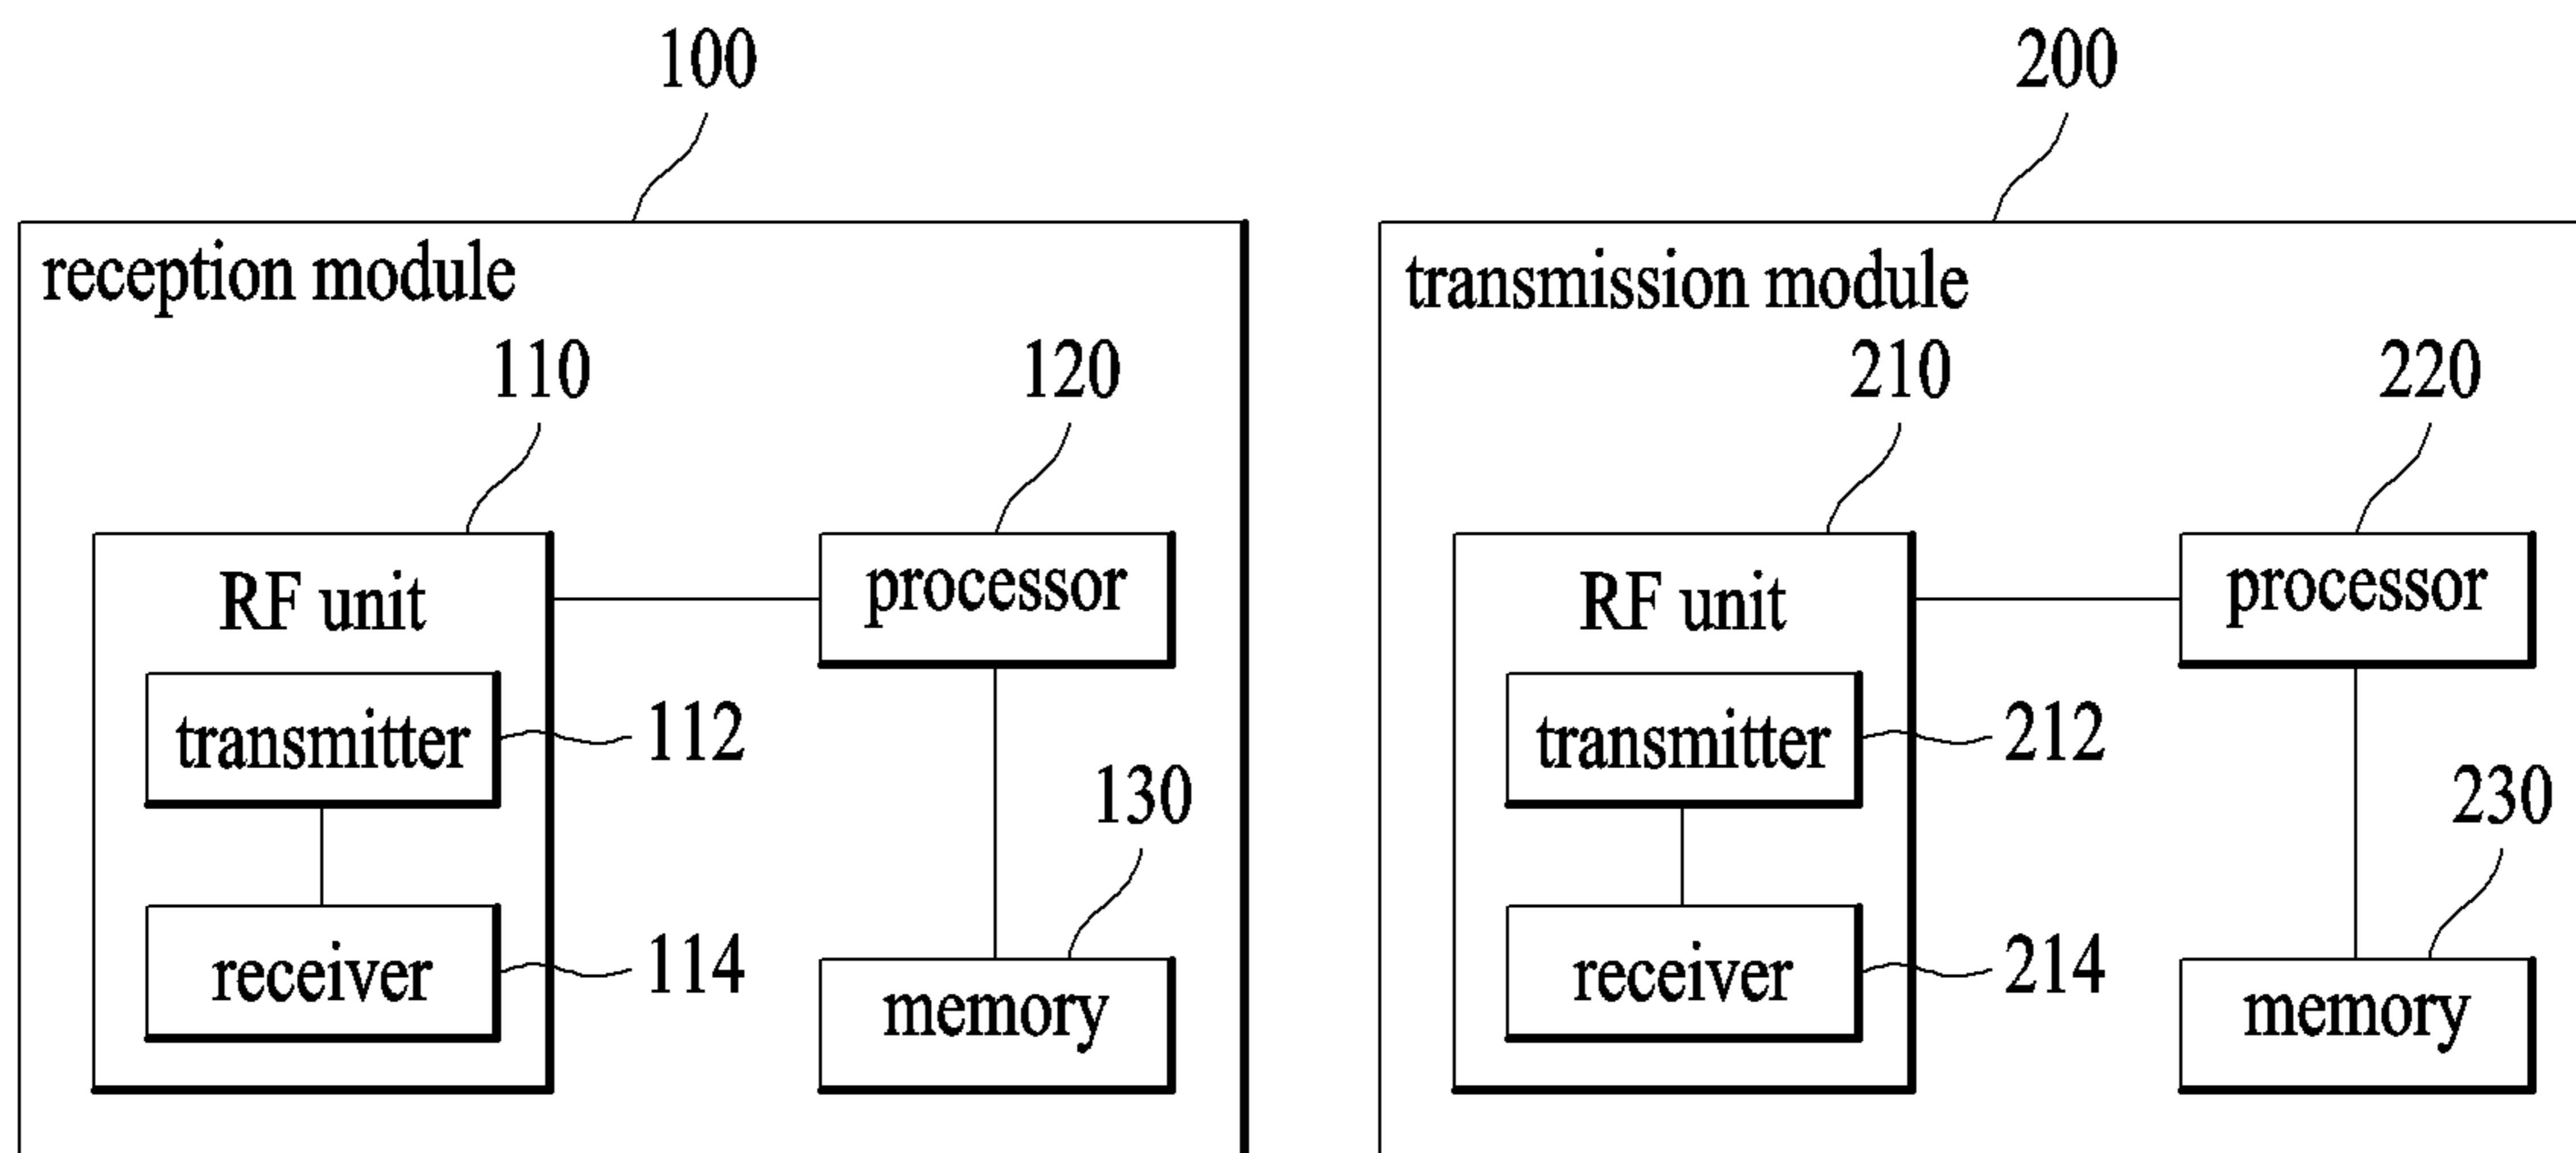 100
200
reception module
transmission module
110
120
210
220
RF unit
processor
RF unit
processor
transmitter
112
transmitter
212
130
230
receiver
114
receiver
214
memory
memory